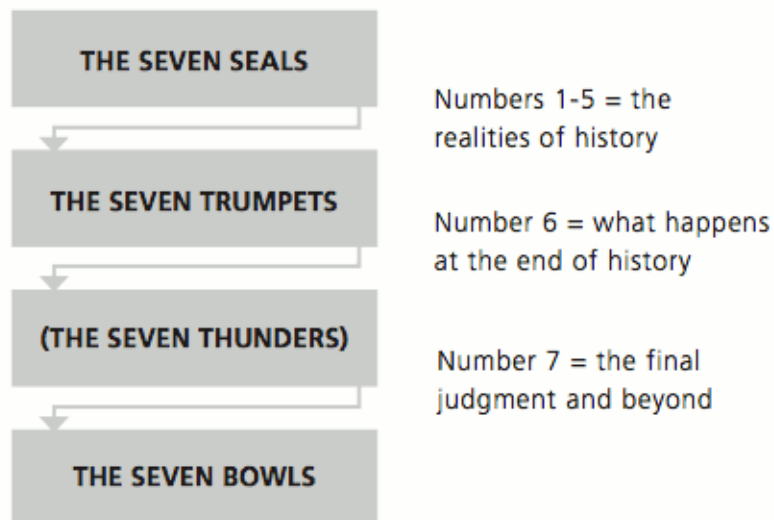 THE SEVEN SEALS
Numbers 1-5 = the
realities of history
THE SEVEN TRUMPETS
Number 6 = what happens
at the end of history
(THE SEVEN THUNDERS)
Number 7 = the final
judgment and beyond
THE SEVEN BOWLS